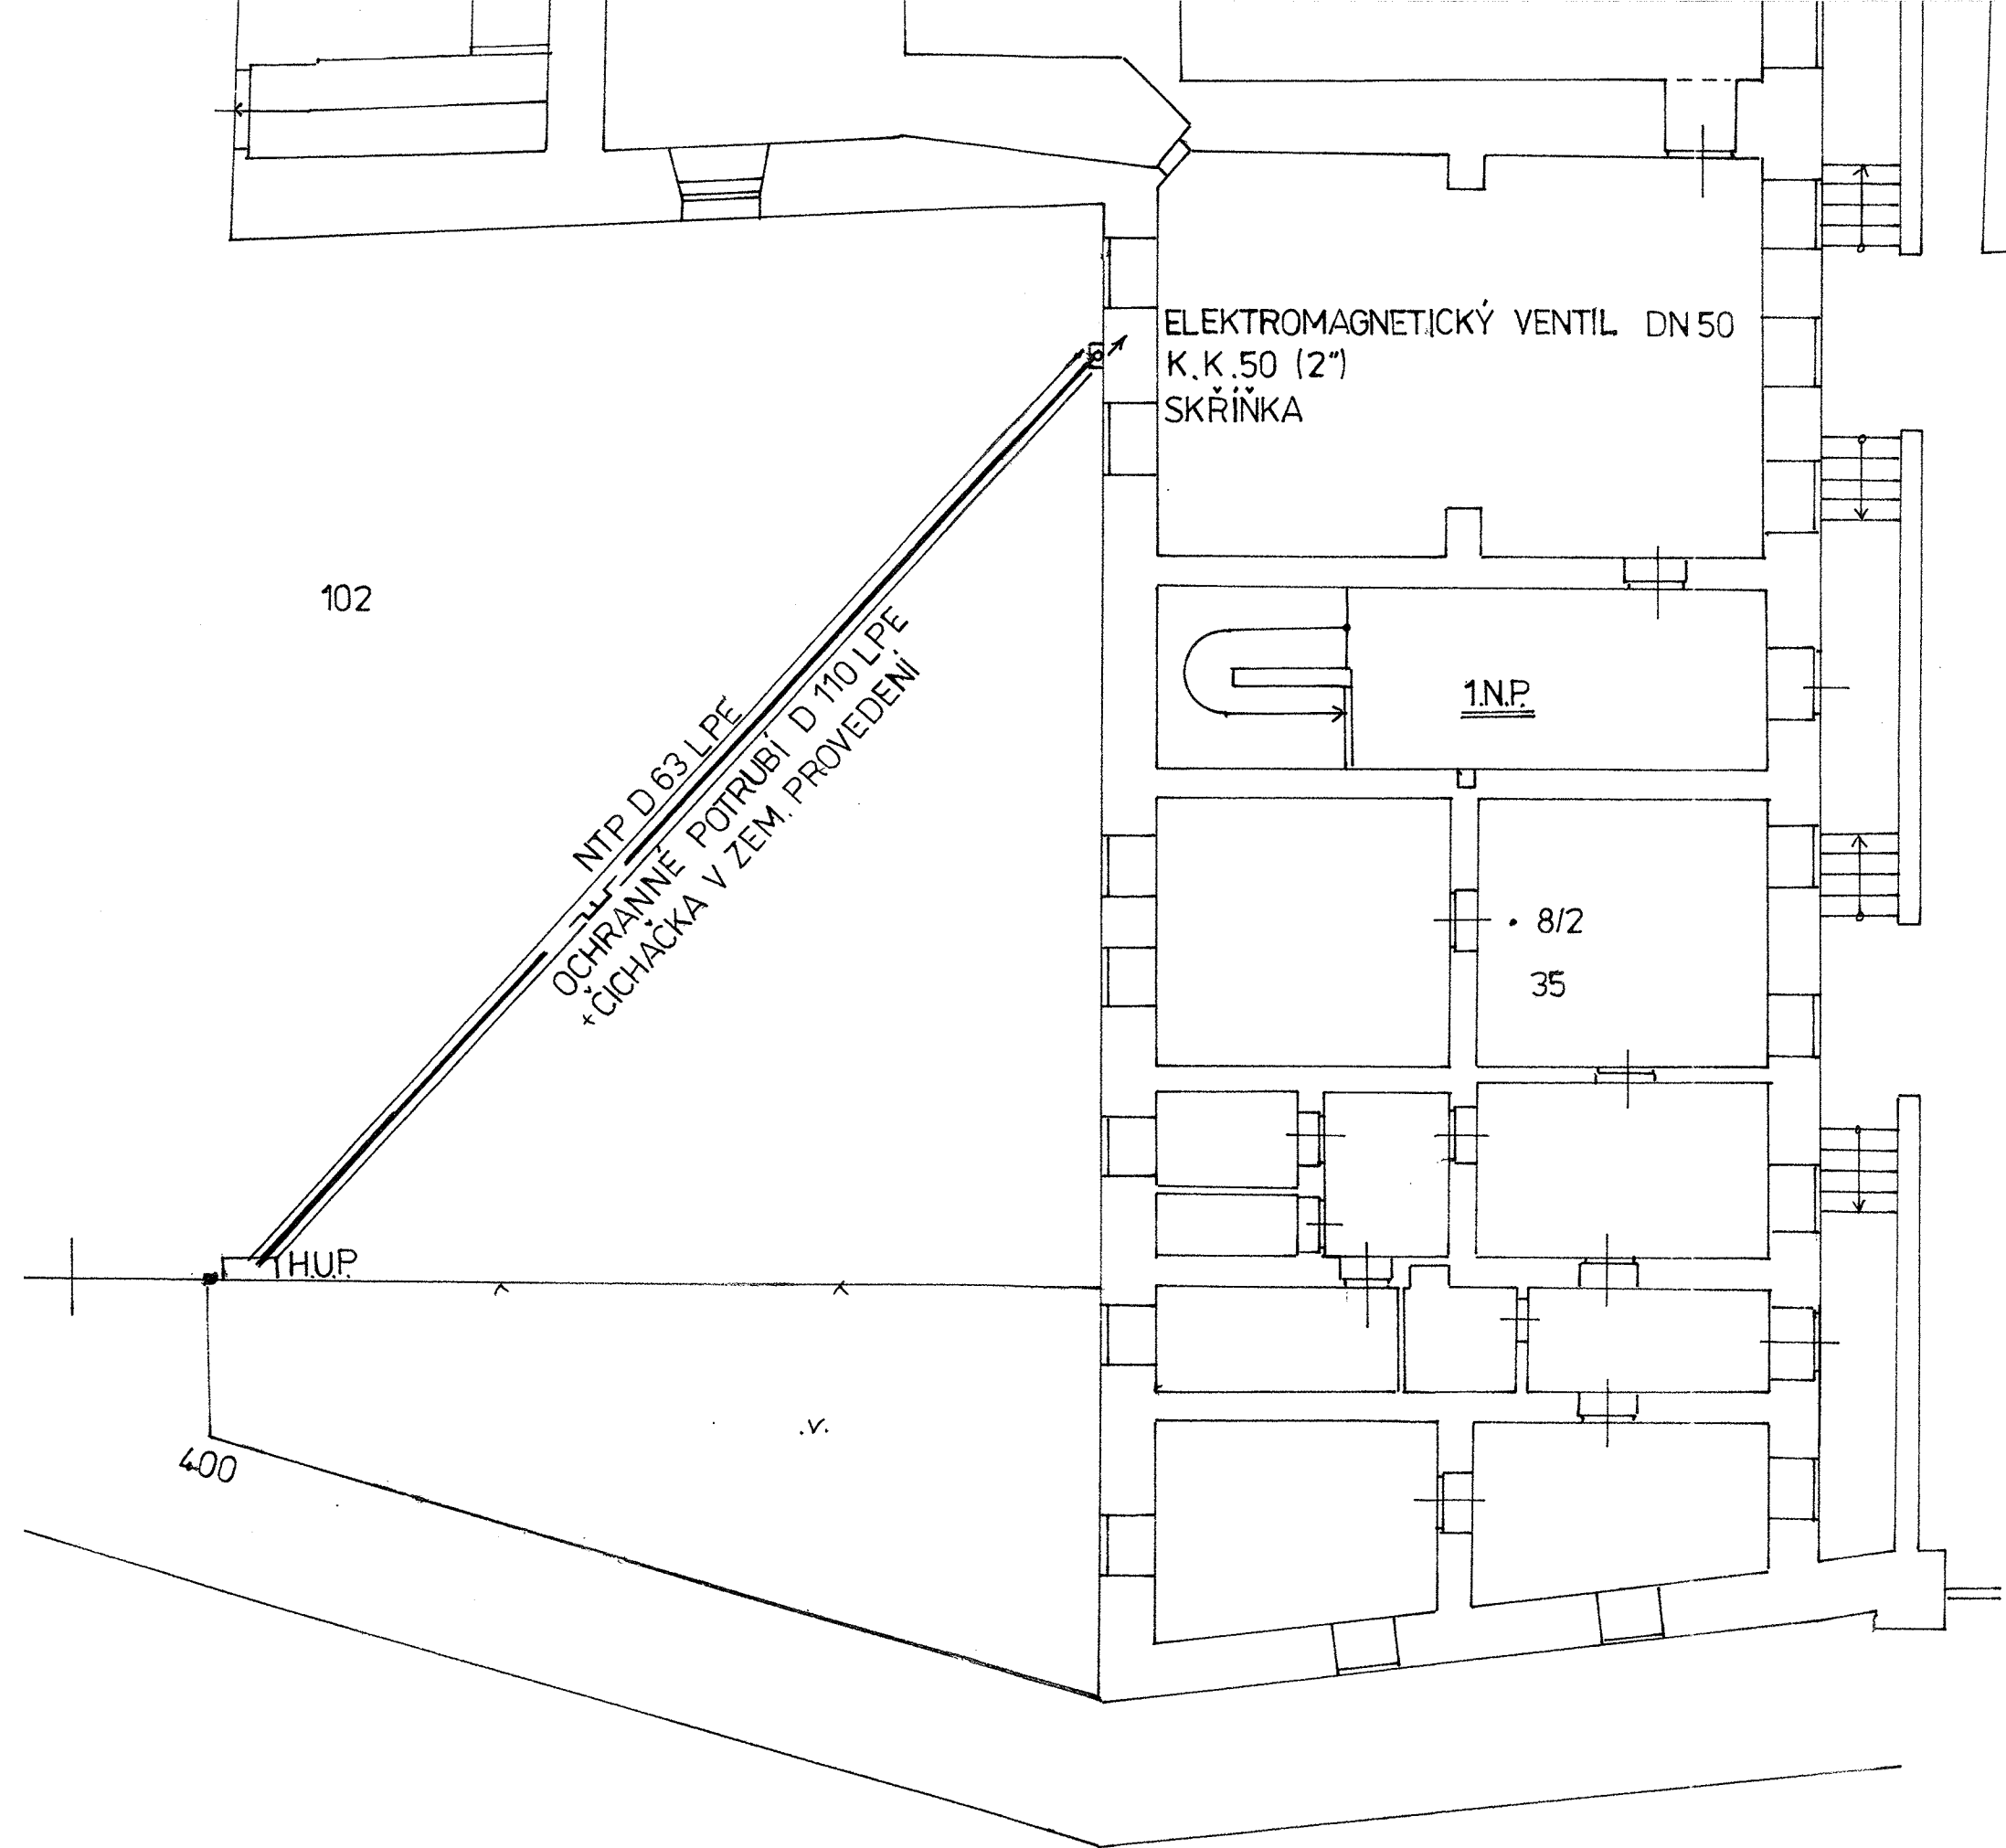 ELEKTROMAGNETICKÝ VENTIL DN 50
K.K.50 (2")
SKŘÍŇKA
102
1.N.P.
NTP D 63 LPE
OCHRANNÉ POTRUBÍ D 110 LPE
+ČICHAČKA V ZEM. PROVEDENÍ
8/2
35
H.U.P.
.v.
400